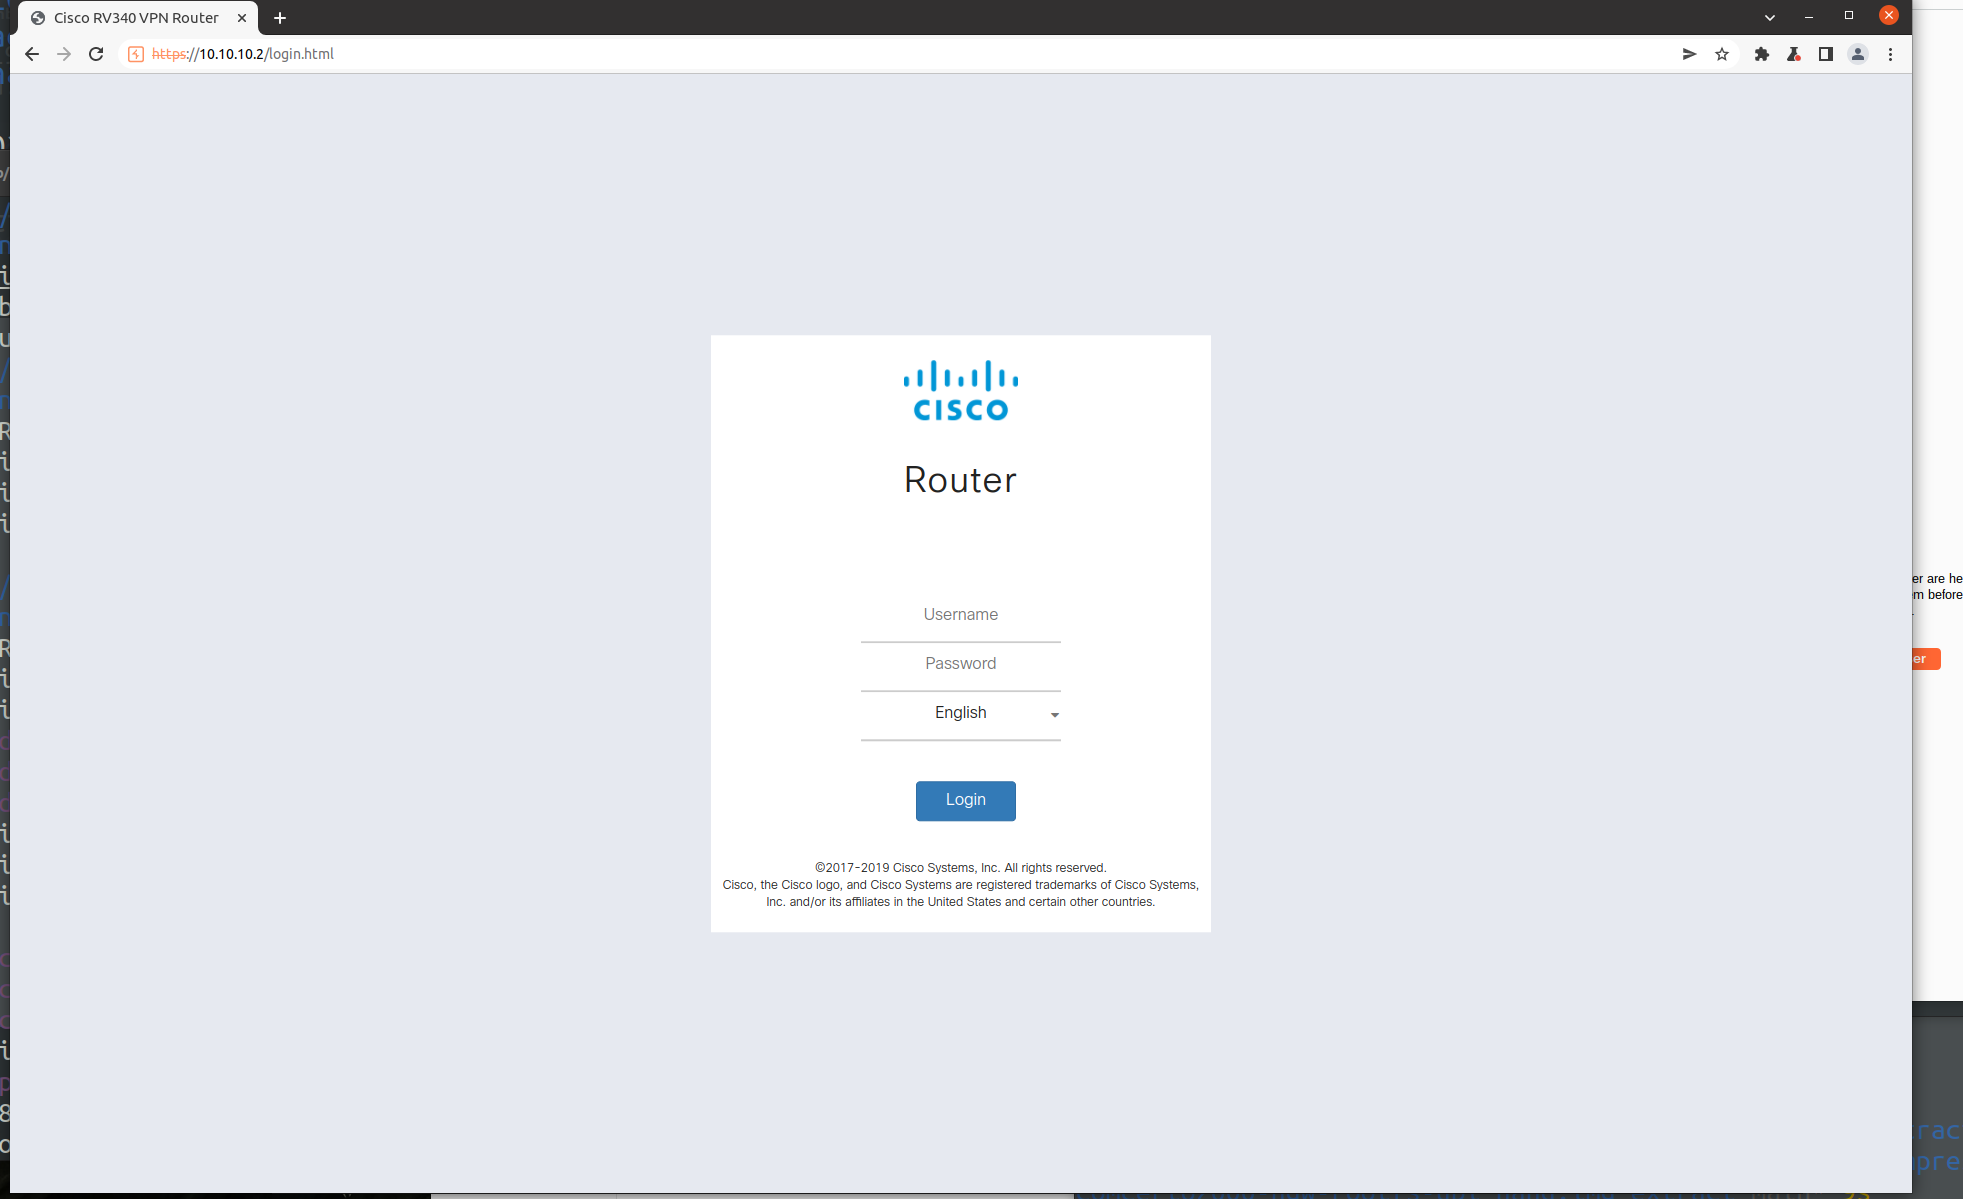 Cisco RV340 VPN Router
https://10.10.10.2/login.html
CISCO
Router
Username
Password
English
Login
©2017-2019 Cisco Systems, Inc. All rights reserved.
Cisco, the Cisco logo, and Cisco Systems are registered trademarks of Cisco Systems,
Inc. and/or its affiliates in the United States and certain other countries.
er are he
em before
er
rac
pre